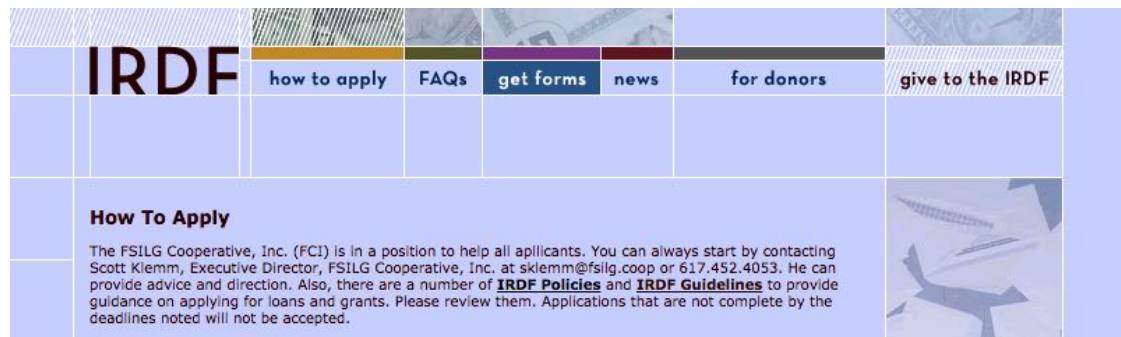 IRDF
how to apply
FAQs
get forms
news
for donors
give to the IRDF
How To Apply
The FSILG Cooperative, Inc. (FCI) is in a position to help all apllicants. You can always start by contacting
Scott Klemm, Executive Director, FSILG Cooperative, Inc. at sklemm@fsilg.coop or 617.452.4053. He can
provide advice and direction. Also, there are a number of IRDF Policies and IRDF Guidelines to provide
guidance on applying for loans and grants. Please review them. Applications that are not complete by the
deadlines noted will not be accepted.